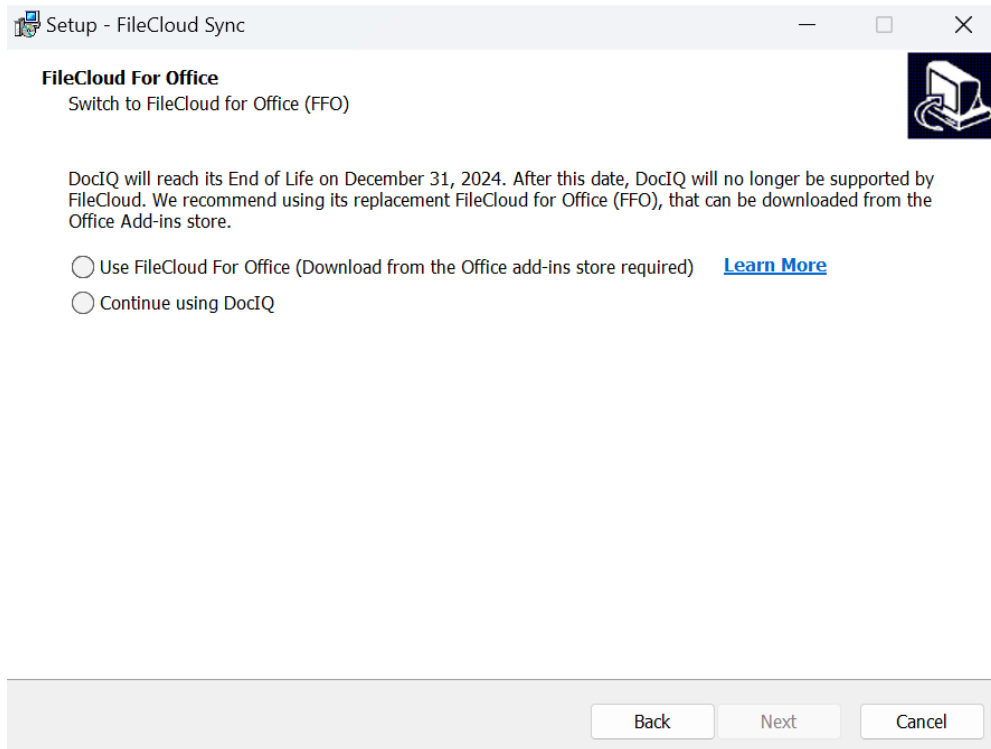 Setup - FileCloud Sync
FileCloud For Office
Switch to FileCloud for Office (FFO)
DocIQ will reach its End of Life on December 31, 2024. After this date, DocIQ will no longer be supported by
FileCloud. We recommend using its replacement FileCloud for Office (FFO), that can be downloaded from the
Office Add-ins store.
Use FileCloud For Office (Download from the Office add-ins store required) Learn More
Continue using DocIQ
Back Next Cancel